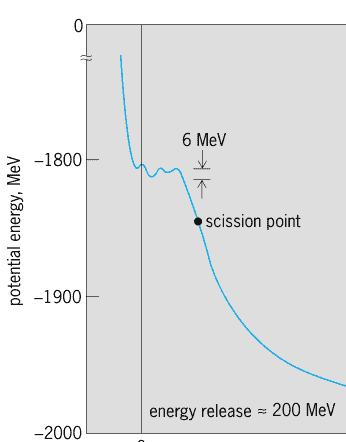 0
≈
6 MeV
–1800
scission point
potential energy, MeV
–1900
energy release ≈ 200 MeV
–2000